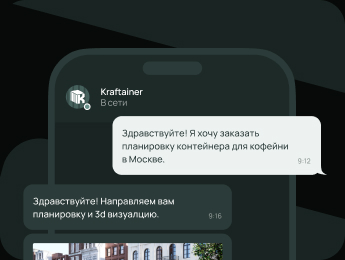 Kraftainer
В сети
Здравствуйте! Я хочу заказать
планировку контейнера для кофейни
в Москве.
9:12
Здравствуйте! Направляем вам
планировку и 3d визуалцию.
9:16